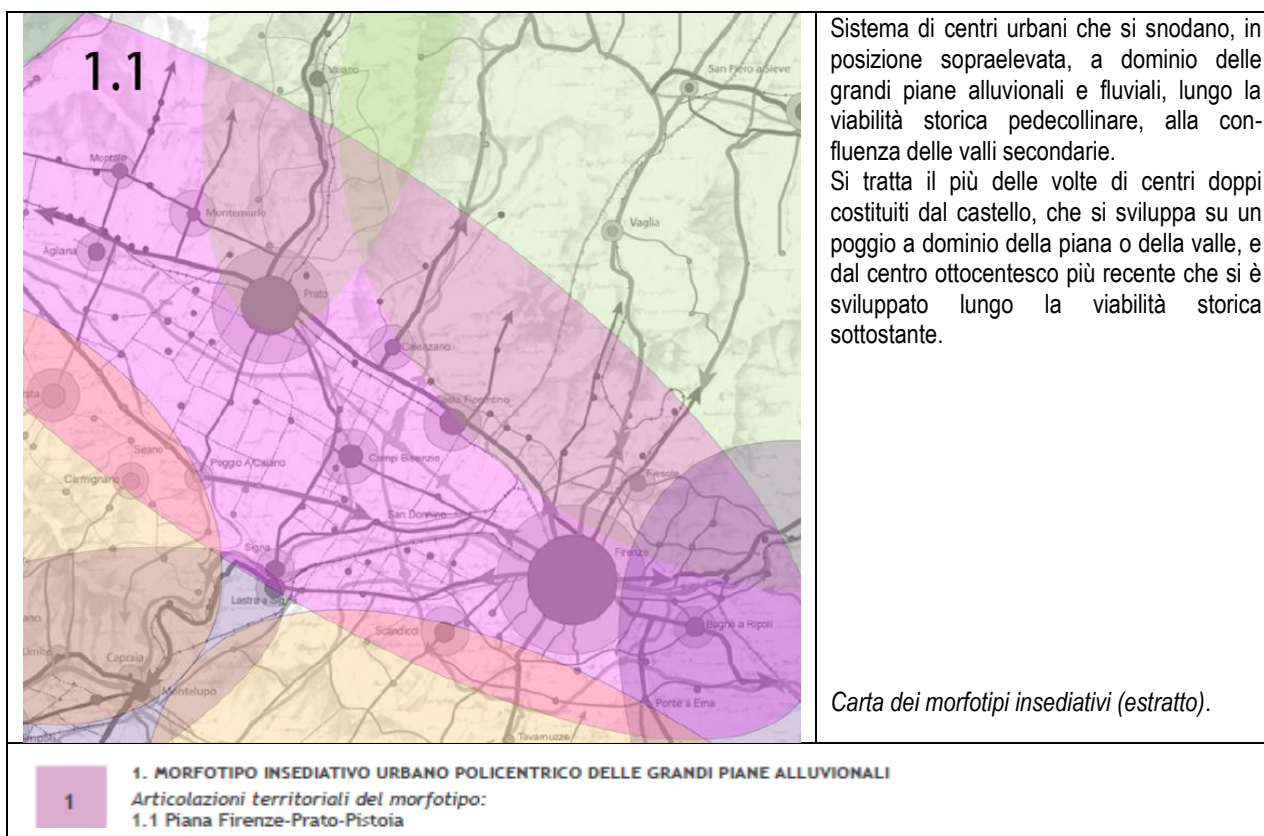 1.1
Vaiano
San Fiero a Sieve
Montale
Montemurlo
Vaglia
Agliana
Prato
Calenzano
Sesto Fiorentino
Seano
Poggio A Caiano
Campi Bisenzio
Carmignano
Fiesole
San Donnino
Signa
Firenze
Lastra a Signa
Scandicci
Bagno a Ripoli
Capraia
Montelupo
Ponte a Ema
Tavarnuzze
Sistema di centri urbani che si snodano, in
posizione sopraelevata, a dominio delle
grandi piane alluvionali e fluviali, lungo la
viabilità storica pedecollinare, alla con-
fluenza delle valli secondarie.
Si tratta il più delle volte di centri doppi
costituiti dal castello, che si sviluppa su un
poggio a dominio della piana o della valle, e
dal centro ottocentesco più recente che si è
sviluppato lungo la viabilità storica
sottostante.
Carta dei morfotipi insediativi (estratto).
1
1. MORFOTIPO INSEDIATIVO URBANO POLICENTRICO DELLE GRANDI PIANE ALLUVIONALI
Articolazioni territoriali del morfotipo:
1.1 Piana Firenze-Prato-Pistoia